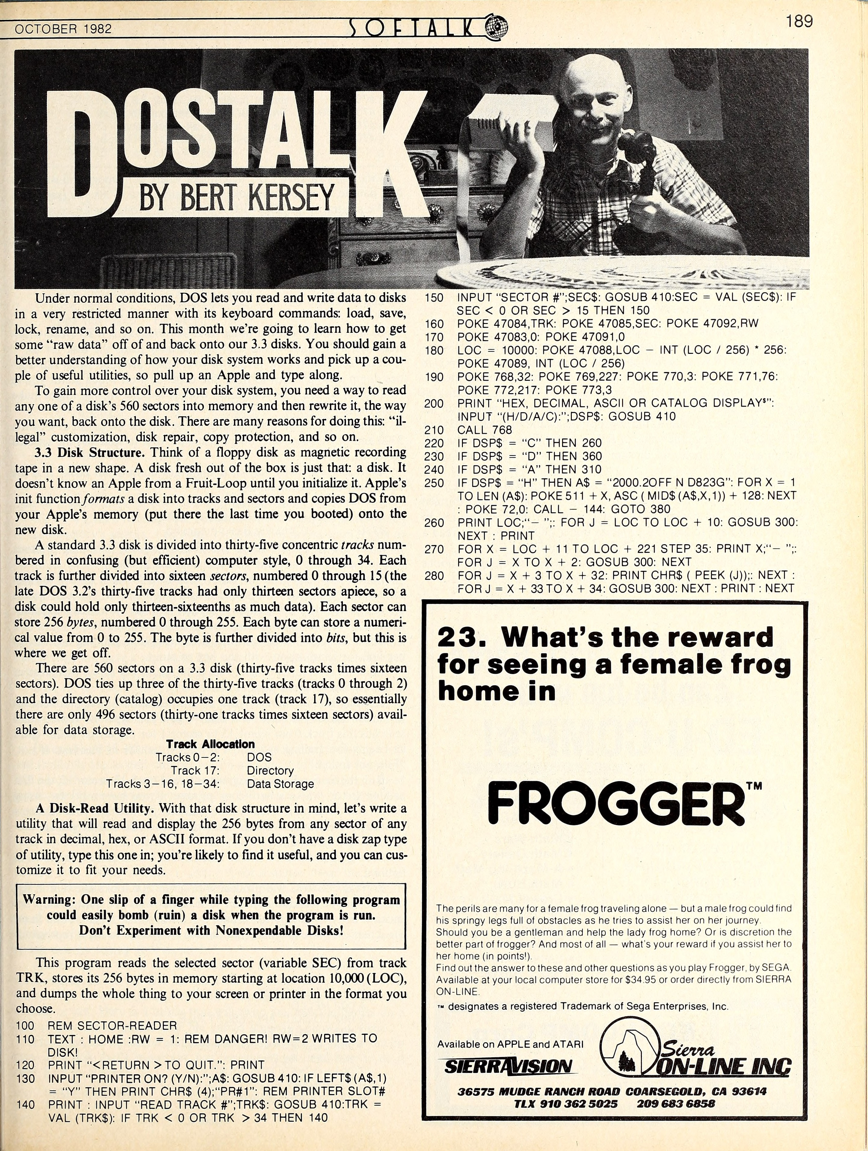 OCTOBER 1982
SOFTALK
189
DOSTALK
BY BERT KERSEY
Under normal conditions, DOS lets you read and write data to disks
in a very restricted manner with its keyboard commands: load, save,
lock, rename, and so on. This month we're going to learn how to get
some "raw data" off of and back onto our 3.3 disks. You should gain a
better understanding of how your disk system works and pick up a cou-
ple of useful utilities, so pull up an Apple and type along.
To gain more control over your disk system, you need a way to read
any one of a disk's 560 sectors into memory and then rewrite it, the way
you want, back onto the disk. There are many reasons for doing this: "il-
legal" customization, disk repair, copy protection, and so on.
3.3 Disk Structure. Think of a floppy disk as magnetic recording
tape in a new shape. A disk fresh out of the box is just that: a disk. It
doesn't know an Apple from a Fruit-Loop until you initialize it. Apple's
init function formats a disk into tracks and sectors and copies DOS from
your Apple's memory (put there the last time you booted) onto the
new disk.
A standard 3.3 disk is divided into thirty-five concentric tracks num-
bered in confusing (but efficient) computer style, 0 through 34. Each
track is further divided into sixteen sectors, numbered 0 through 15 (the
late DOS 3.2's thirty-five tracks had only thirteen sectors apiece, so a
disk could hold only thirteen-sixteenths as much data). Each sector can
store 256 bytes, numbered 0 through 255. Each byte can store a numeri-
cal value from 0 to 255. The byte is further divided into bits, but this is
where we get off.
There are 560 sectors on a 3.3 disk (thirty-five tracks times sixteen
sectors). DOS ties up three of the thirty-five tracks (tracks 0 through 2)
and the directory (catalog) occupies one track (track 17), so essentially
there are only 496 sectors (thirty-one tracks times sixteen sectors) avail-
able for data storage.
Track Allocation
Tracks 0–2: DOS
Track 17: Directory
Tracks 3–16, 18–34: Data Storage
A Disk-Read Utility. With that disk structure in mind, let's write a
utility that will read and display the 256 bytes from any sector of any
track in decimal, hex, or ASCII format. If you don't have a disk zap type
of utility, type this one in; you're likely to find it useful, and you can cus-
tomize it to fit your needs.
Warning: One slip of a finger while typing the following program
could easily bomb (ruin) a disk when the program is run.
Don't Experiment with Nonexpendable Disks!
This program reads the selected sector (variable SEC) from track
TRK, stores its 256 bytes in memory starting at location 10,000 (LOC),
and dumps the whole thing to your screen or printer in the format you
choose.
100 REM SECTOR-READER
110 TEXT : HOME :RW = 1: REM DANGER! RW=2 WRITES TO
DISK!
120 PRINT "<RETURN > TO QUIT.": PRINT
130 INPUT "PRINTER ON? (Y/N):";A$: GOSUB 410: IF LEFT$ (A$,1)
= "Y" THEN PRINT CHR$ (4);"PR#1": REM PRINTER SLOT#
140 PRINT : INPUT "READ TRACK #";TRK$: GOSUB 410:TRK =
VAL (TRK$): IF TRK < 0 OR TRK > 34 THEN 140
150 INPUT "SECTOR #";SEC$: GOSUB 410:SEC = VAL (SEC$): IF
SEC < 0 OR SEC > 15 THEN 150
160 POKE 47084,TRK: POKE 47085,SEC: POKE 47092,RW
170 POKE 47083,0: POKE 47091,0
180 LOC = 10000: POKE 47088,LOC – INT (LOC / 256) * 256:
POKE 47089, INT (LOC / 256)
190 POKE 768,32: POKE 769,227: POKE 770,3: POKE 771,76:
POKE 772,217: POKE 773,3
200 PRINT "HEX, DECIMAL, ASCII OR CATALOG DISPLAY$":
INPUT "(H/D/A/C):";DSP$: GOSUB 410
210 CALL 768
220 IF DSP$ = "C" THEN 260
230 IF DSP$ = "D" THEN 360
240 IF DSP$ = "A" THEN 310
250 IF DSP$ = "H" THEN A$ = "2000.20FF N D823G": FOR X = 1
TO LEN (A$): POKE 511 + X, ASC ( MID$ (A$,X,1)) + 128: NEXT
: POKE 72,0: CALL – 144: GOTO 380
260 PRINT LOC;"– ";: FOR J = LOC TO LOC + 10: GOSUB 300:
NEXT : PRINT
270 FOR X = LOC + 11 TO LOC + 221 STEP 35: PRINT X;"– ";:
FOR J = X TO X + 2: GOSUB 300: NEXT
280 FOR J = X + 3 TO X + 32: PRINT CHR$ ( PEEK (J));: NEXT :
FOR J = X + 33 TO X + 34: GOSUB 300: NEXT : PRINT : NEXT
23. What's the reward
for seeing a female frog
home in
FROGGER™
The perils are many for a female frog traveling alone — but a male frog could find
his springy legs full of obstacles as he tries to assist her on her journey.
Should you be a gentleman and help the lady frog home? Or is discretion the
better part of frogger? And most of all — what's your reward if you assist her to
her home (in points!).
Find out the answer to these and other questions as you play Frogger, by SEGA.
Available at your local computer store for $34.95 or order directly from SIERRA
ON-LINE.
™ designates a registered Trademark of Sega Enterprises, Inc.
Available on APPLE and ATARI
SIERRAVISION
Sierra
ON-LINE INC
36575 MUDGE RANCH ROAD COARSEGOLD, CA 93614
TLX 910 362 5025 209 683 6858